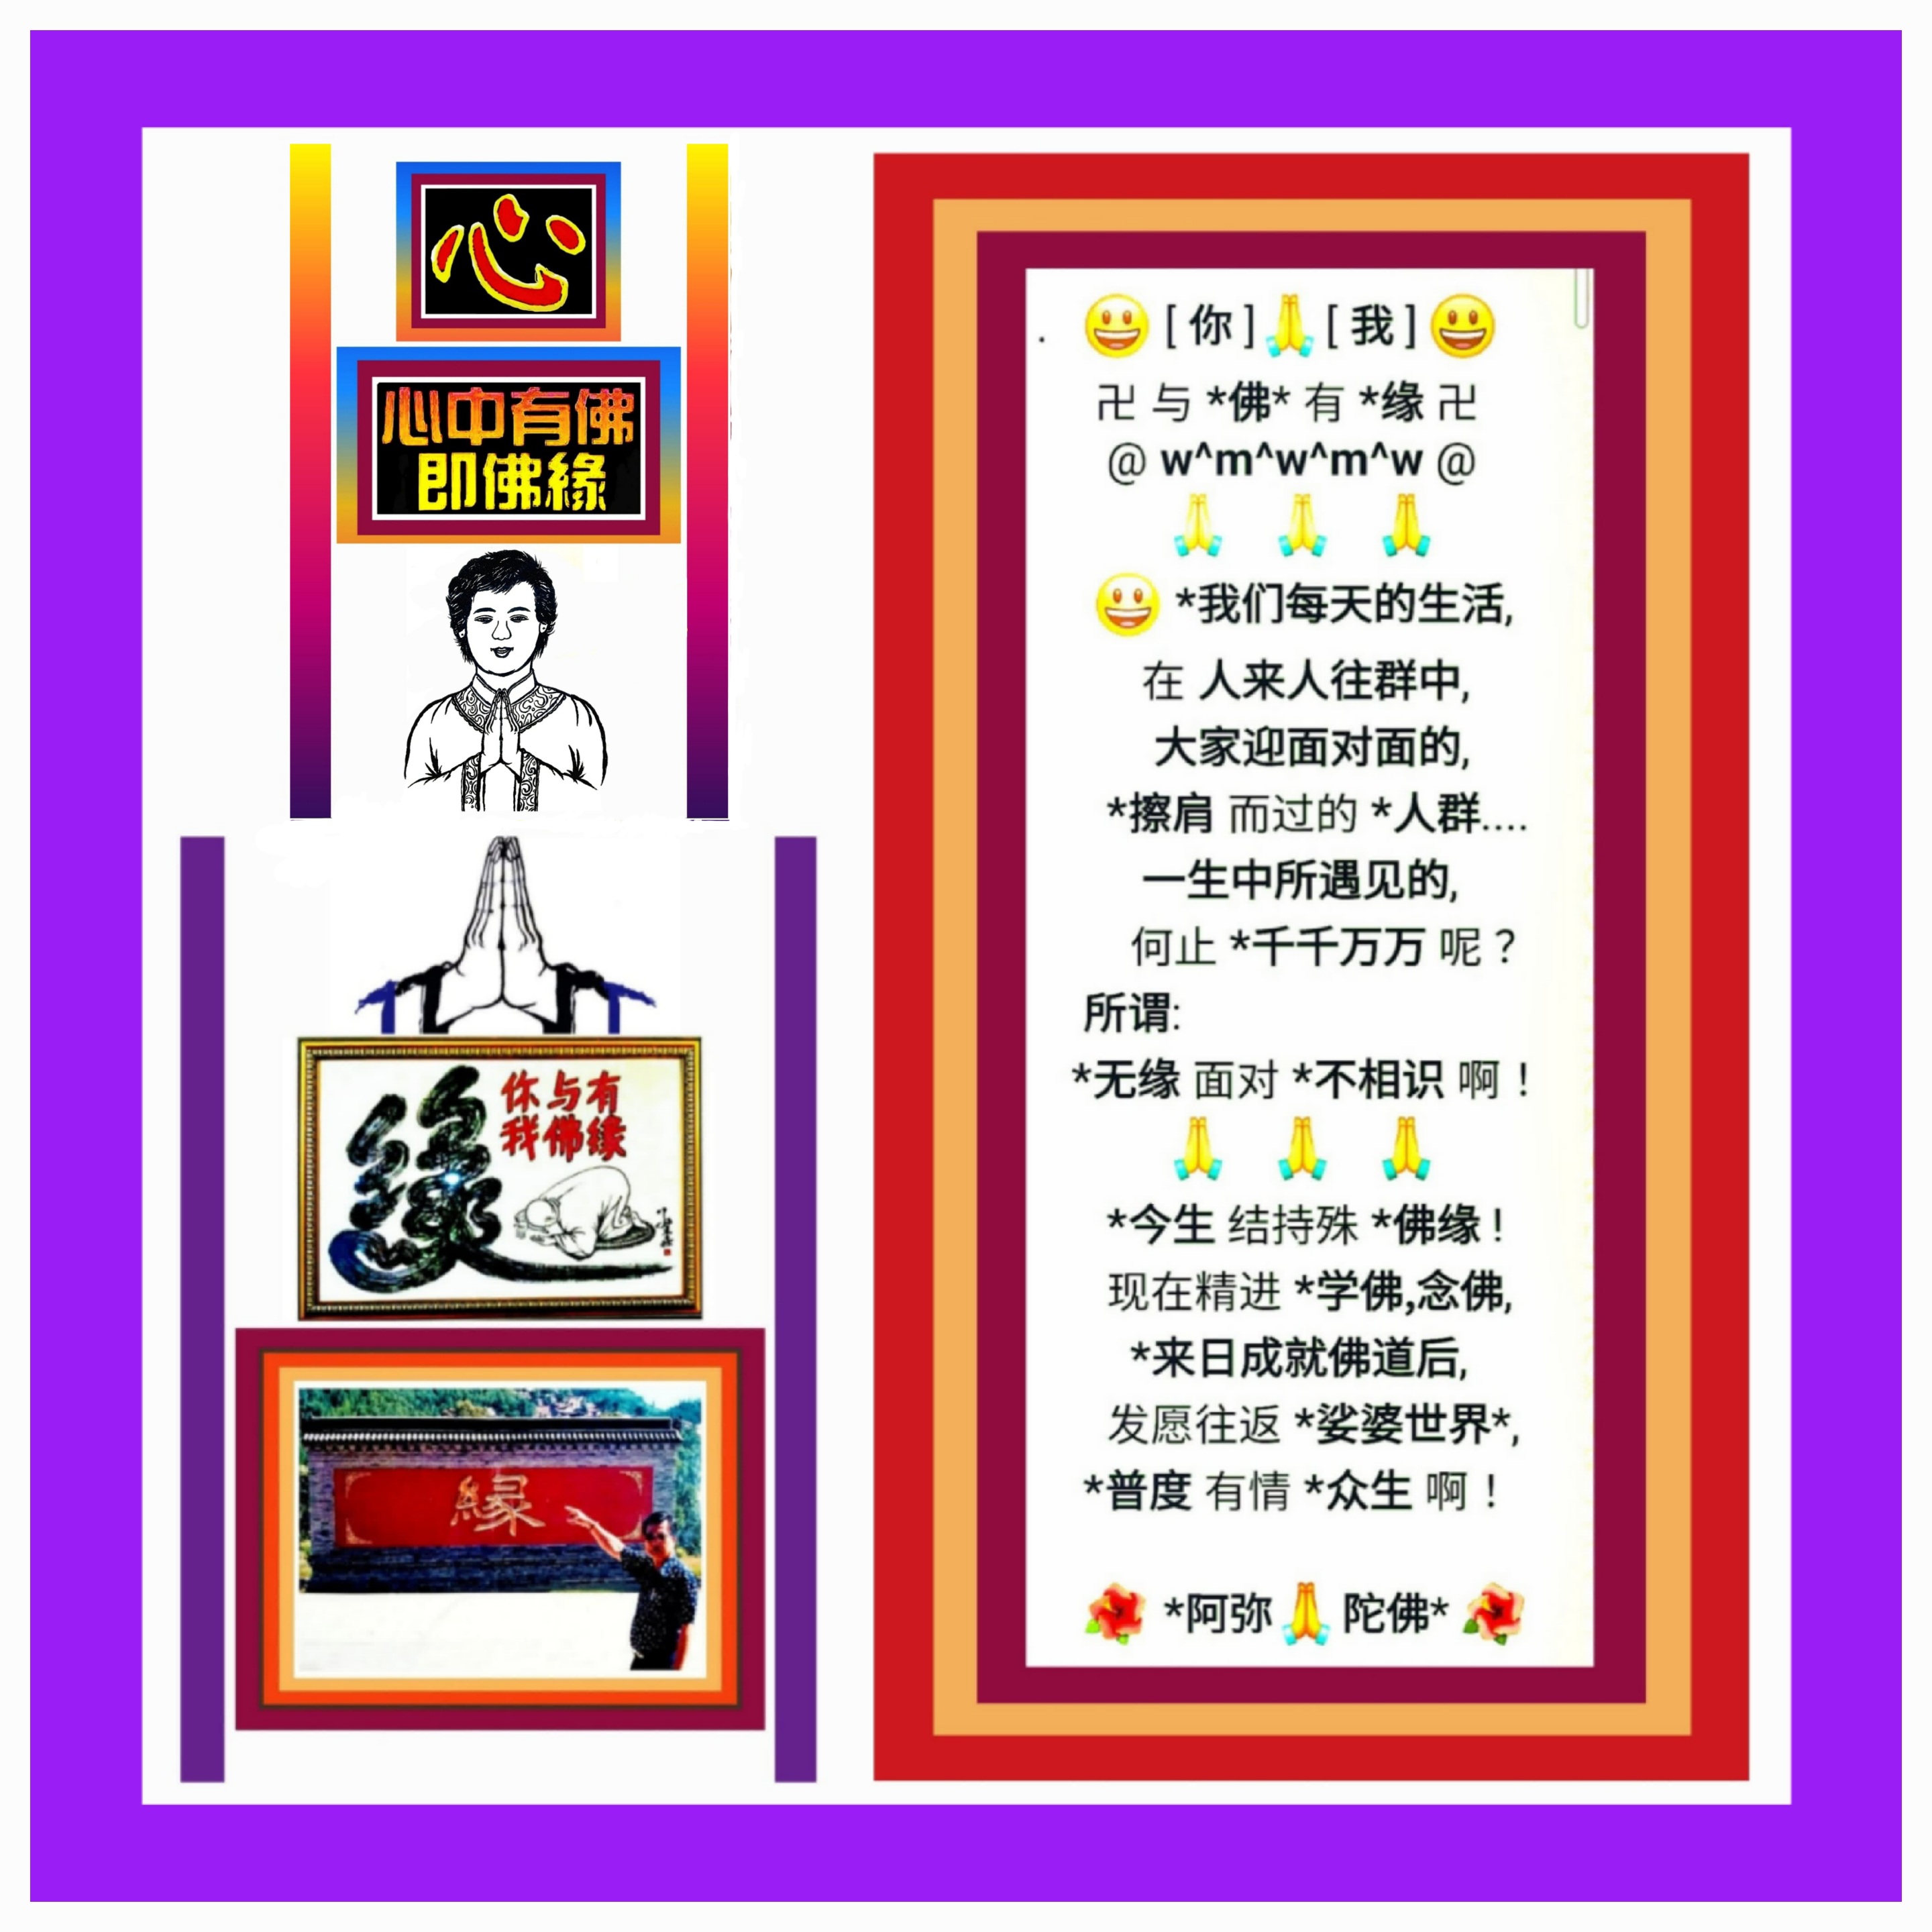 心
心中有佛
即佛緣
缘
你与有
我佛缘
緣
. 😃 [ 你 ] 🙏 [ 我 ] 😃
卍 与 *佛* 有 *缘 卍
@ w^m^w^m^w @
🙏 🙏 🙏
😃 *我们每天的生活,
在 人来人往群中,
大家迎面对面的,
*擦肩 而过的 *人群....
一生中所遇见的,
何止 *千千万万 呢 ?
所谓:
*无缘 面对 *不相识 啊 !
🙏 🙏 🙏
*今生 结持殊 *佛缘 !
现在精进 *学佛,念佛,
*来日成就佛道后,
发愿往返 *娑婆世界*,
*普度 有情 *众生 啊 !
🌺 *阿弥 🙏 陀佛* 🌺